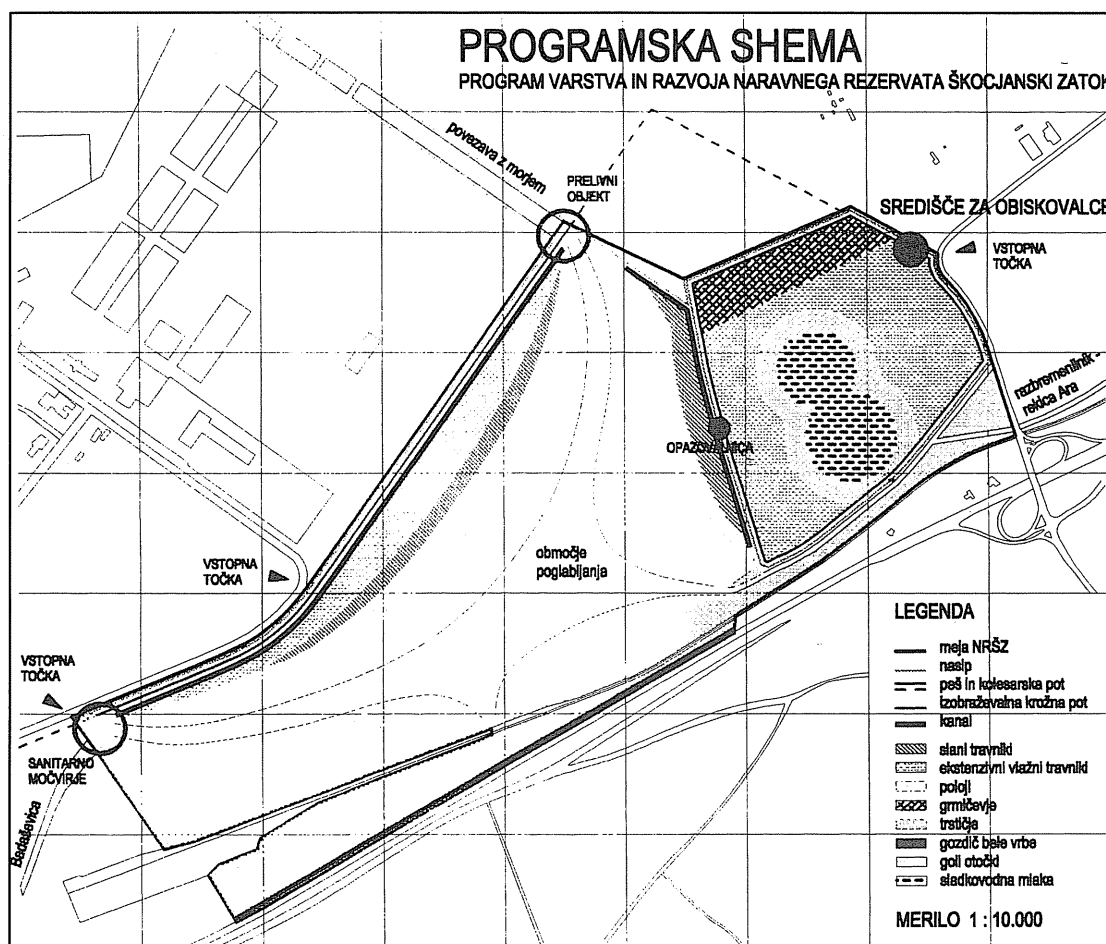 PROGRAMSKA SHEMA
PROGRAM VARSTVA IN RAZVOJA NARAVNEGA REZERVATA ŠKOCJANSKI ZATOK
povezava z morjem
PRELIVNI
OBJEKT
SREDIŠČE ZA OBISKOVALCE
VSTOPNA
TOČKA
razbremenilnik -
rekica Ara
OPAZOVALNICA
območje
poglabljanja
VSTOPNA
TOČKA
VSTOPNA
TOČKA
SANITARNO
MOČVIRJE
Badaševica
LEGENDA
meja NRŠZ
nasip
peš in kolesarska pot
izobraževalna krožna pot
kanal
slani travniki
ekstenzivni vlažni travniki
poloji
grmičevje
trstičja
gozdič bele vrbe
goli otočki
sladkovodna mlaka
MERILO 1 : 10.000